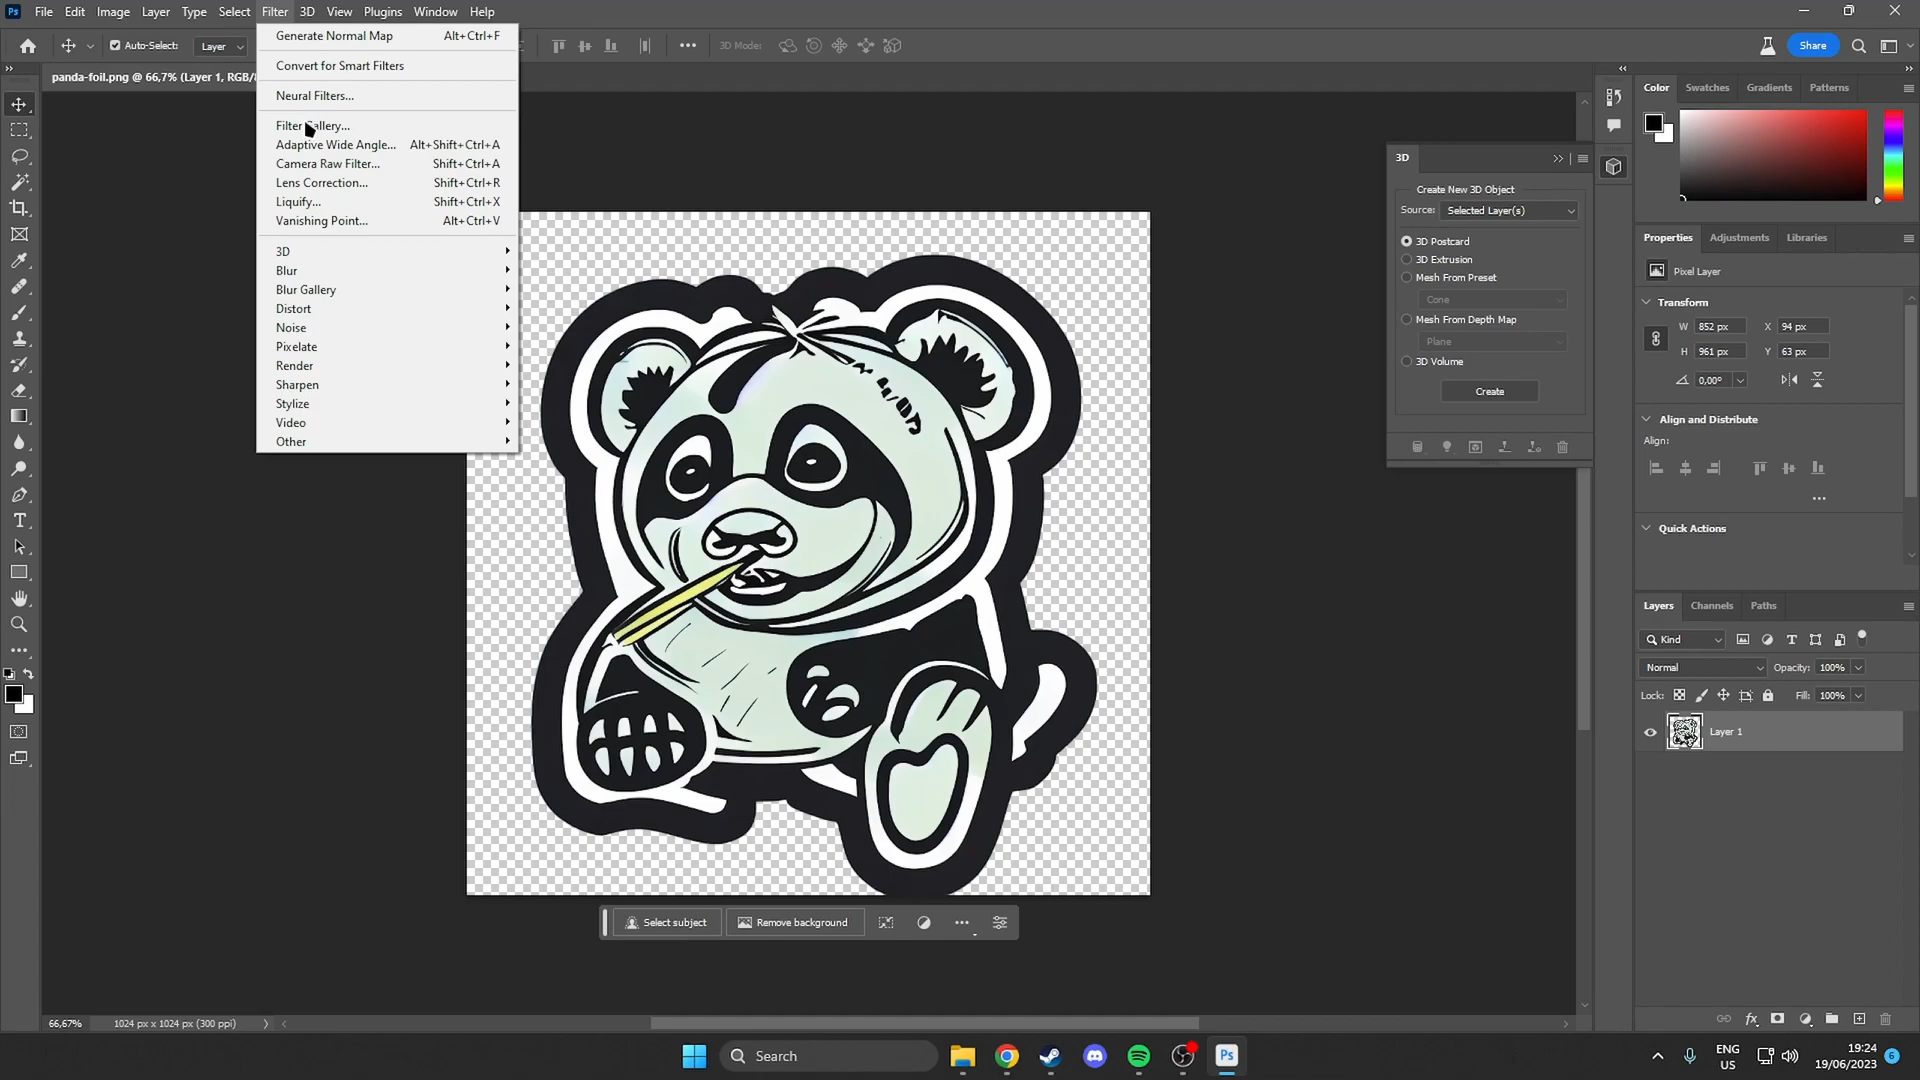 Ps File Edit Image Layer Type Select Filter 3D View Plugins Window Help
Auto-Select: Layer 3D Mode: Share
panda-foil.png @ 66,7% (Layer 1, RGB/8
Generate Normal Map Alt+Ctrl+F
Convert for Smart Filters
Neural Filters...
Filter Gallery...
Adaptive Wide Angle... Alt+Shift+Ctrl+A
Camera Raw Filter... Shift+Ctrl+A
Lens Correction... Shift+Ctrl+R
Liquify... Shift+Ctrl+X
Vanishing Point... Alt+Ctrl+V
3D
Blur
Blur Gallery
Distort
Noise
Pixelate
Render
Sharpen
Stylize
Video
Other
3D
Create New 3D Object
Source: Selected Layer(s)
3D Postcard
3D Extrusion
Mesh From Preset
Cone
Mesh From Depth Map
Plane
3D Volume
Create
Color Swatches Gradients Patterns
Properties Adjustments Libraries
Pixel Layer
Transform
W 852 px X 94 px
H 961 px Y 63 px
0,00°
Align and Distribute
Align:
Quick Actions
Layers Channels Paths
Kind
Normal Opacity: 100%
Lock: Fill: 100%
Layer 1
Select subject Remove background
66,67% 1024 px x 1024 px (300 ppi)
Search
Ps
ENG
US
19:24
19/06/2023
6